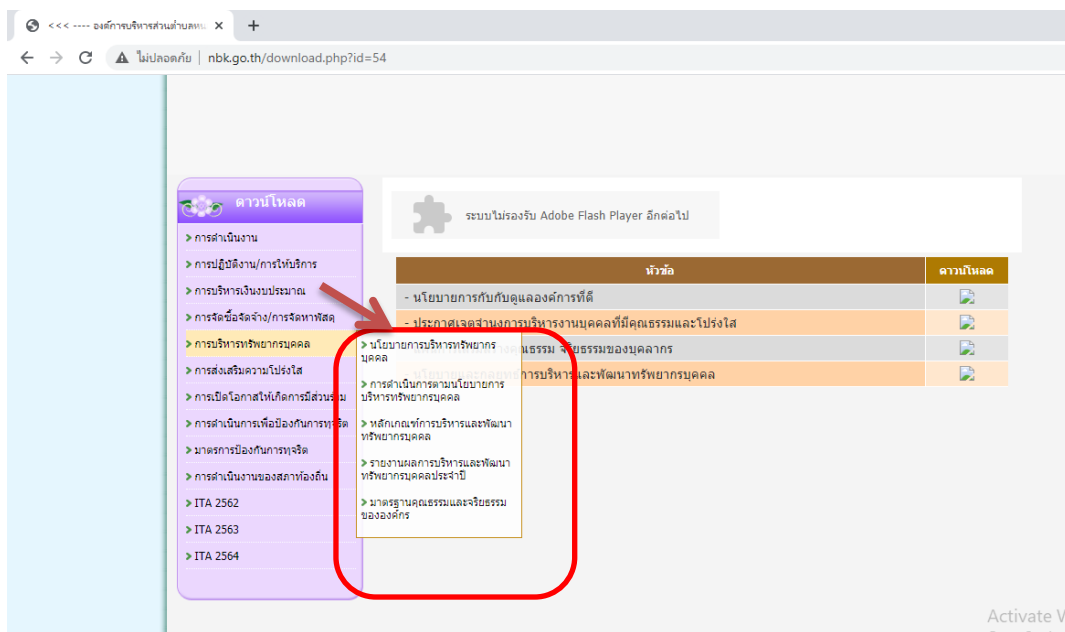 <<< ---- องค์การบริหารส่วนตำบลหน
ไม่ปลอดภัย | nbk.go.th/download.php?id=54
ดาวน์โหลด
การดำเนินงาน
การปฏิบัติงาน/การให้บริการ
การบริหารเงินงบประมาณ
การจัดซื้อจัดจ้าง/การจัดหาพัสดุ
การบริหารทรัพยากรบุคคล
การส่งเสริมความโปร่งใส
การเปิดโอกาสให้เกิดการมีส่วนร่วม
การดำเนินการเพื่อป้องกันการทุจริต
มาตรการป้องกันการทุจริต
การดำเนินงานของสภาท้องถิ่น
ITA 2562
ITA 2563
ITA 2564
นโยบายการบริหารทรัพยากร
บุคคล
การดำเนินการตามนโยบายการ
บริหารทรัพยากรบุคคล
หลักเกณฑ์การบริหารและพัฒนา
ทรัพยากรบุคคล
รายงานผลการบริหารและพัฒนา
ทรัพยากรบุคคลประจำปี
มาตรฐานคุณธรรมและจริยธรรม
ขององค์กร
ระบบไม่รองรับ Adobe Flash Player อีกต่อไป
หัวข้อ ดาวน์โหลด
- นโยบายการกับกับดูแลองค์การที่ดี
- ประกาศเจตจำนงการบริหารงานบุคคลที่มีคุณธรรมและโปร่งใส
คุณธรรม จริยธรรมของบุคลากร
การบริหารและพัฒนาทรัพยากรบุคคล
Activate